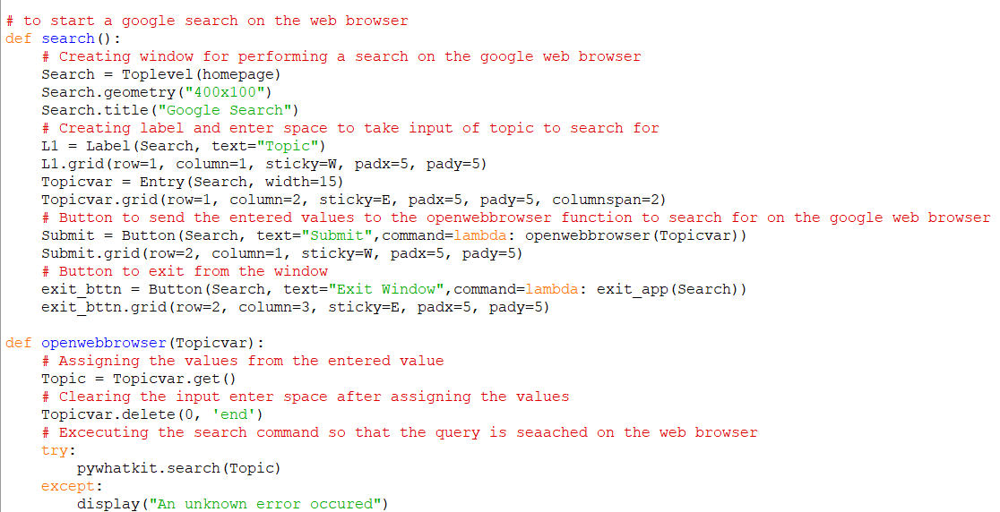 # to start a google search on the web browser
def search():
    # Creating window for performing a search on the google web browser
    Search = Toplevel(homepage)
    Search.geometry("400x100")
    Search.title("Google Search")
    # Creating label and enter space to take input of topic to search for
    L1 = Label(Search, text="Topic")
    L1.grid(row=1, column=1, sticky=W, padx=5, pady=5)
    Topicvar = Entry(Search, width=15)
    Topicvar.grid(row=1, column=2, sticky=E, padx=5, pady=5, columnspan=2)
    # Button to send the entered values to the openwebbrowser function to search for on the google web browser
    Submit = Button(Search, text="Submit",command=lambda: openwebbrowser(Topicvar))
    Submit.grid(row=2, column=1, sticky=W, padx=5, pady=5)
    # Button to exit from the window
    exit_bttn = Button(Search, text="Exit Window",command=lambda: exit_app(Search))
    exit_bttn.grid(row=2, column=3, sticky=E, padx=5, pady=5)

def openwebbrowser(Topicvar):
    # Assigning the values from the entered value
    Topic = Topicvar.get()
    # Clearing the input enter space after assigning the values
    Topicvar.delete(0, 'end')
    # Excecuting the search command so that the query is seaached on the web browser
    try:
        pywhatkit.search(Topic)
    except:
        display("An unknown error occured")